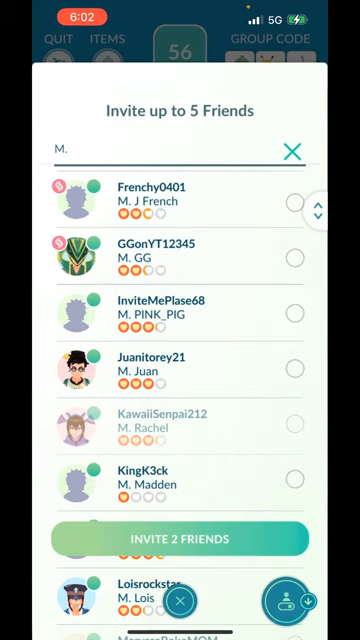 6:02
5G
QUIT
ITEMS
56
GROUP CODE
Invite up to 5 Friends
M.
Frenchy0401
M. J French
GGonYT12345
M. GG
InviteMePlase68
M. PINK_PIG
Juanitorey21
M. Juan
KawaiiSenpai212
M. Rachel
KingK3ck
M. Madden
INVITE 2 FRIENDS
Loisrockstar
M. Lois